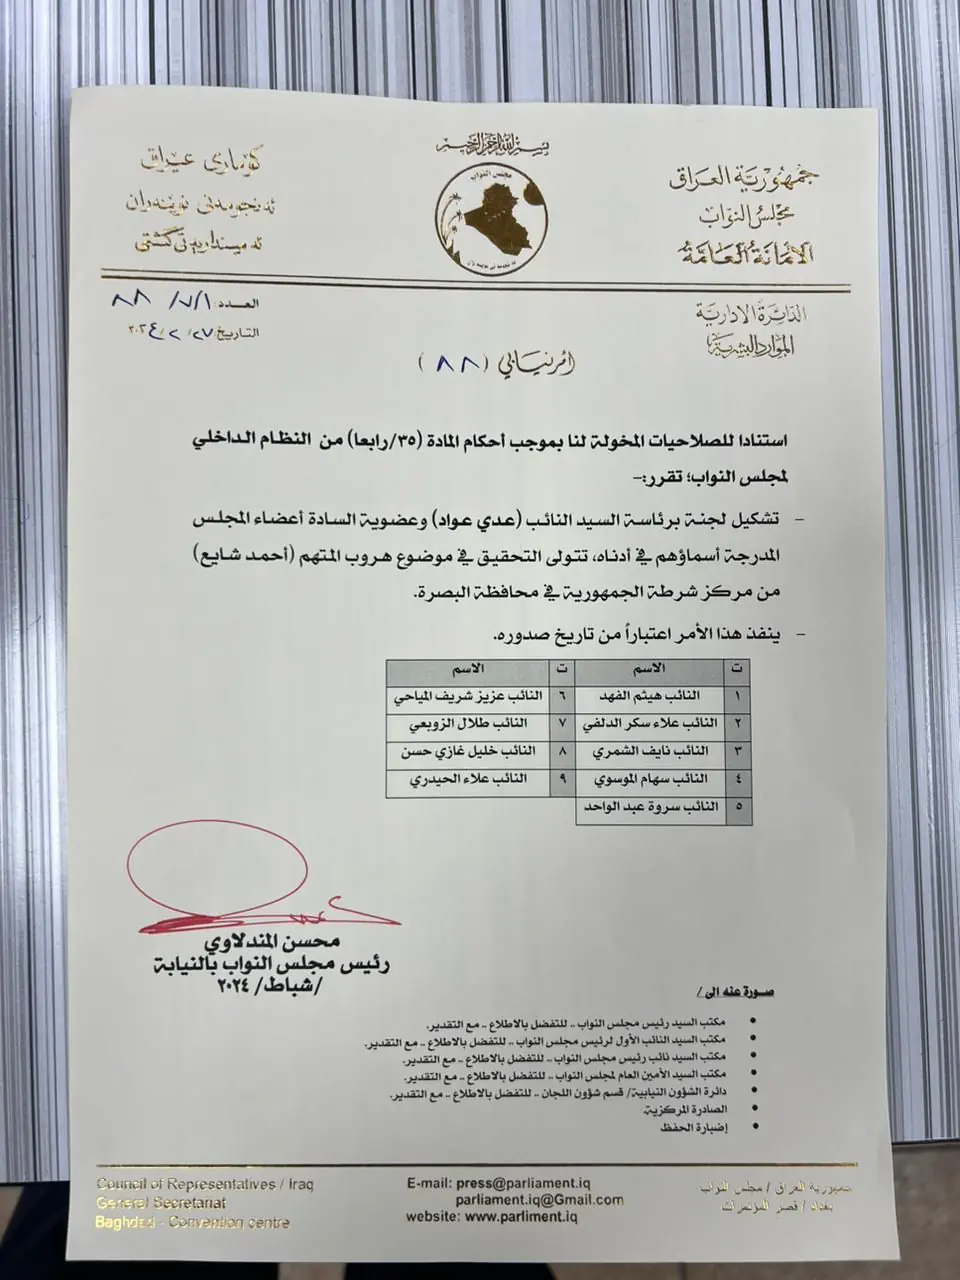 بسم الله الرحمن الرحيم
جمهورية العراق
مجلس النواب
الأمانة العامة
كۆماری عێراق
ئەنجومەنی نوێنەران
ئەمینداریەتی گشتی
مجلس النواب
الدائرة الادارية
الموارد البشرية
العدد: ٨٨ /٧/١
التاريخ ٢٧/ ٢ /٢٠٢٤
أمر نيابي (٨٨)
استنادا للصلاحيات المخولة لنا بموجب أحكام المادة (٣٥/رابعا) من النظام الداخلي
لمجلس النواب؛ تقرر:-
- تشكيل لجنة برئاسة السيد النائب (عدي عواد) وعضوية السادة أعضاء المجلس
المدرجة أسماؤهم في أدناه، تتولى التحقيق في موضوع هروب المتهم (أحمد شايع)
من مركز شرطة الجمهورية في محافظة البصرة.
- ينفذ هذا الأمر اعتباراً من تاريخ صدوره.
ت الاسم ت الاسم
١ النائب هيثم الفهد ٦ النائب عزيز شريف المياحي
٢ النائب علاء سكر الدلفي ٧ النائب طلال الزوبعي
٣ النائب نايف الشمري ٨ النائب خليل غازي حسن
٤ النائب سهام الموسوي ٩ النائب علاء الحيدري
٥ النائب سروة عبد الواحد
محسن المندلاوي
رئيس مجلس النواب بالنيابة
/شباط/ ٢٠٢٤
صورة عنه الى /
• مكتب السيد رئيس مجلس النواب .. للتفضل بالاطلاع .. مع التقدير.
• مكتب السيد النائب الأول لرئيس مجلس النواب .. للتفضل بالاطلاع .. مع التقدير.
• مكتب السيد نائب رئيس مجلس النواب .. للتفضل بالاطلاع .. مع التقدير.
• مكتب السيد الأمين العام لمجلس النواب .. للتفضل بالاطلاع .. مع التقدير.
• دائرة الشؤون النيابية/ قسم شؤون اللجان .. للتفضل بالاطلاع .. مع التقدير.
• الصادرة المركزية
• إضبارة الحفظ
Council of Representatives / Iraq
General Secretariat
Baghdad - Convention centre
E-mail: press@parliament.iq
parliament.iq@Gmail.com
website: www.parliment.iq
جمهورية العراق / مجلس النواب
بغداد / قصر المؤتمرات